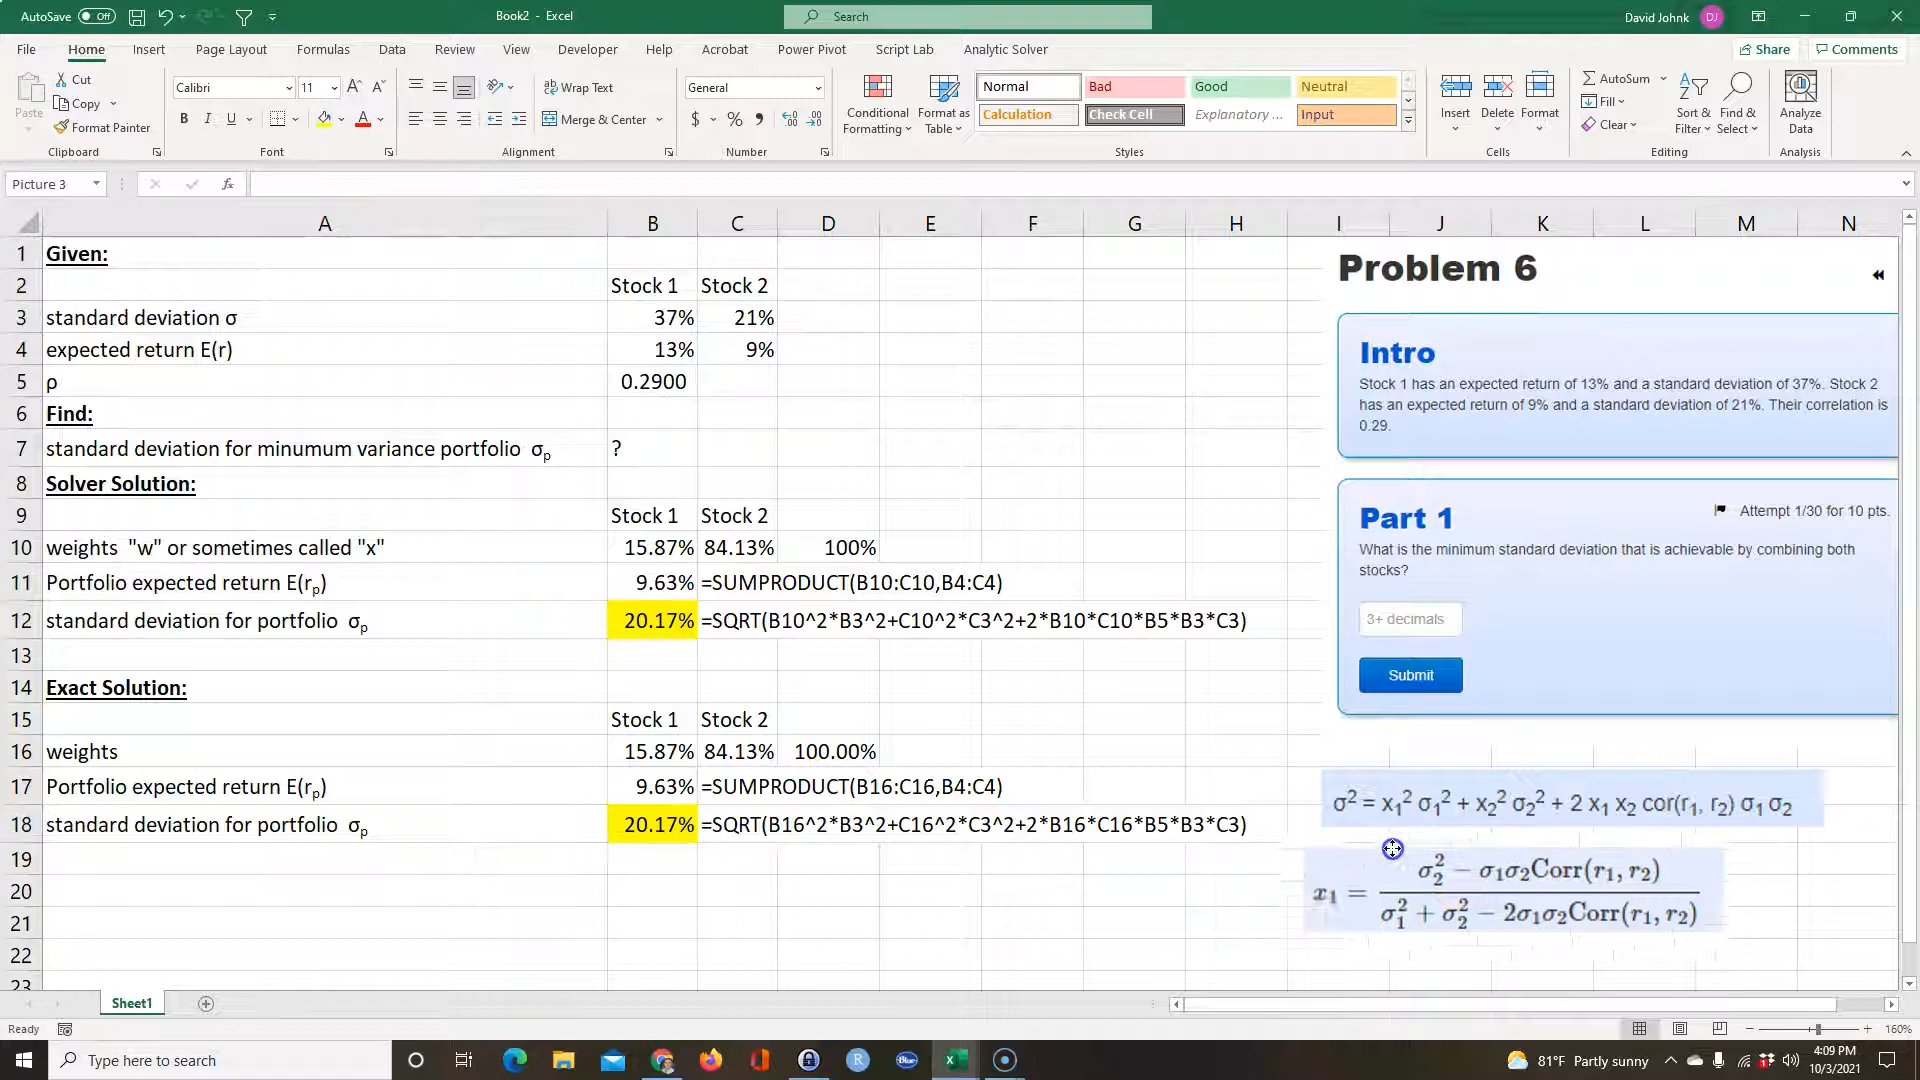 AutoSave Off Book2 - Excel Search David Johnk DJ
File Home Insert Page Layout Formulas Data Review View Developer Help Acrobat Power Pivot Script Lab Analytic Solver Share Comments
Paste Cut Copy Format Painter Clipboard
Calibri 11 A A B I U A Font
ab Wrap Text Merge & Center Alignment
General $ % 9 Number
Conditional Formatting Format as Table Normal Bad Good Neutral Calculation Check Cell Explanatory ... Input Styles
Insert Delete Format Cells
AutoSum Fill Clear Sort & Filter Find & Select Editing
Analyze Data Analysis
Picture 3 fx
A B C D E F G H I J K L M N
1 Given:
2 Stock 1 Stock 2
3 standard deviation σ 37% 21%
4 expected return E(r) 13% 9%
5 ρ 0.2900
6 Find:
7 standard deviation for minumum variance portfolio σp ?
8 Solver Solution:
9 Stock 1 Stock 2
10 weights "w" or sometimes called "x" 15.87% 84.13% 100%
11 Portfolio expected return E(rp) 9.63% =SUMPRODUCT(B10:C10,B4:C4)
12 standard deviation for portfolio σp 20.17% =SQRT(B10^2*B3^2+C10^2*C3^2+2*B10*C10*B5*B3*C3)
13
14 Exact Solution:
15 Stock 1 Stock 2
16 weights 15.87% 84.13% 100.00%
17 Portfolio expected return E(rp) 9.63% =SUMPRODUCT(B16:C16,B4:C4)
18 standard deviation for portfolio σp 20.17% =SQRT(B16^2*B3^2+C16^2*C3^2+2*B16*C16*B5*B3*C3)
19
20
21
22
23
Problem 6
Intro
Stock 1 has an expected return of 13% and a standard deviation of 37%. Stock 2
has an expected return of 9% and a standard deviation of 21%. Their correlation is
0.29.
Part 1 Attempt 1/30 for 10 pts.
What is the minimum standard deviation that is achievable by combining both
stocks?
3+ decimals
Submit
σ² = x₁² σ₁² + x₂² σ₂² + 2 x₁ x₂ cor(r₁, r₂) σ₁ σ₂
σ₂² − σ₁σ₂Corr(r₁, r₂)
x₁ =
σ₁² + σ₂² − 2σ₁σ₂Corr(r₁, r₂)
Sheet1
Ready 160%
Type here to search R Blue 81°F Partly sunny 4:09 PM
10/3/2021